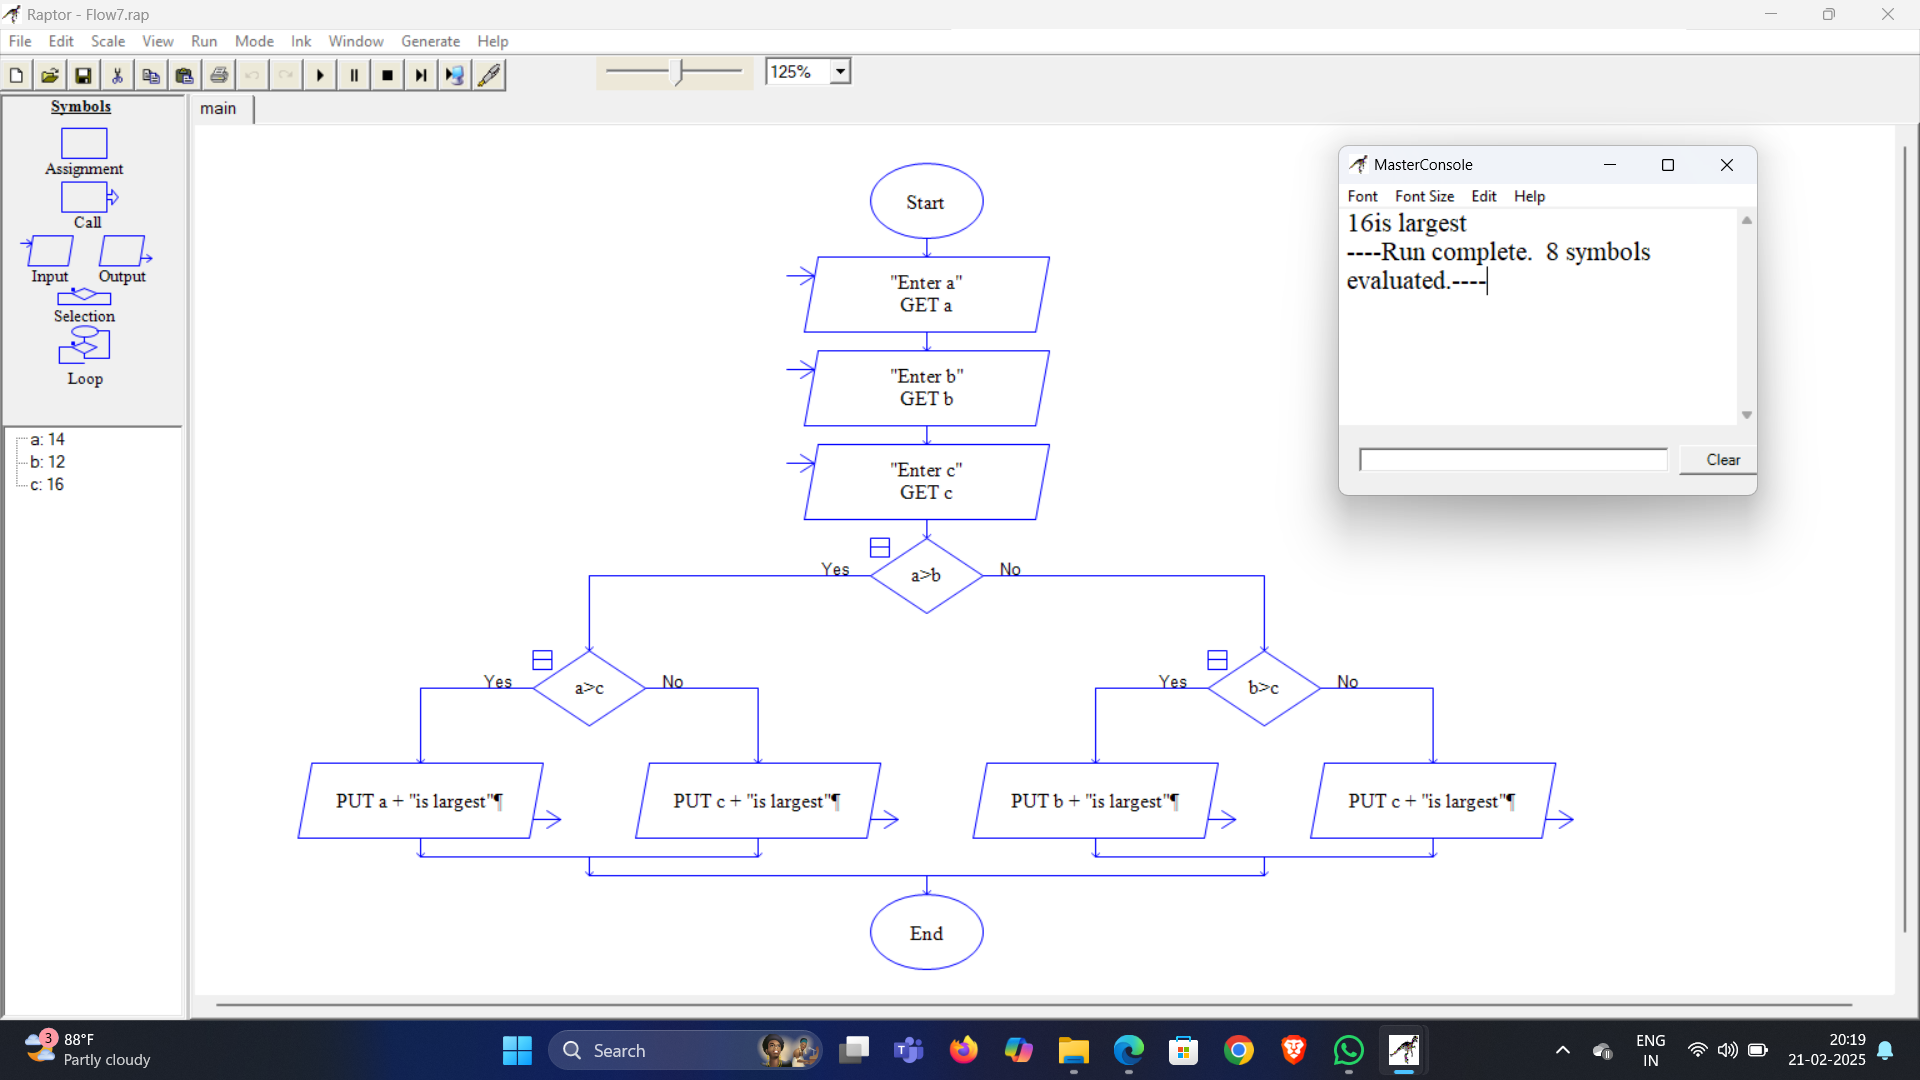 Raptor - Flow7.rap
File Edit Scale View Run Mode Ink Window Generate Help
125%
Symbols
Assignment
Call
Input Output
Selection
Loop
a: 14
b: 12
c: 16
main
Start
"Enter a"
GET a
"Enter b"
GET b
"Enter c"
GET c
Yes a>b No
Yes a>c No
Yes b>c No
PUT a + "is largest"¶
PUT c + "is largest"¶
PUT b + "is largest"¶
PUT c + "is largest"¶
End
MasterConsole
Font Font Size Edit Help
16is largest
----Run complete.  8 symbols
evaluated.----
Clear
3
88°F
Partly cloudy
Search
ENG
IN
20:19
21-02-2025